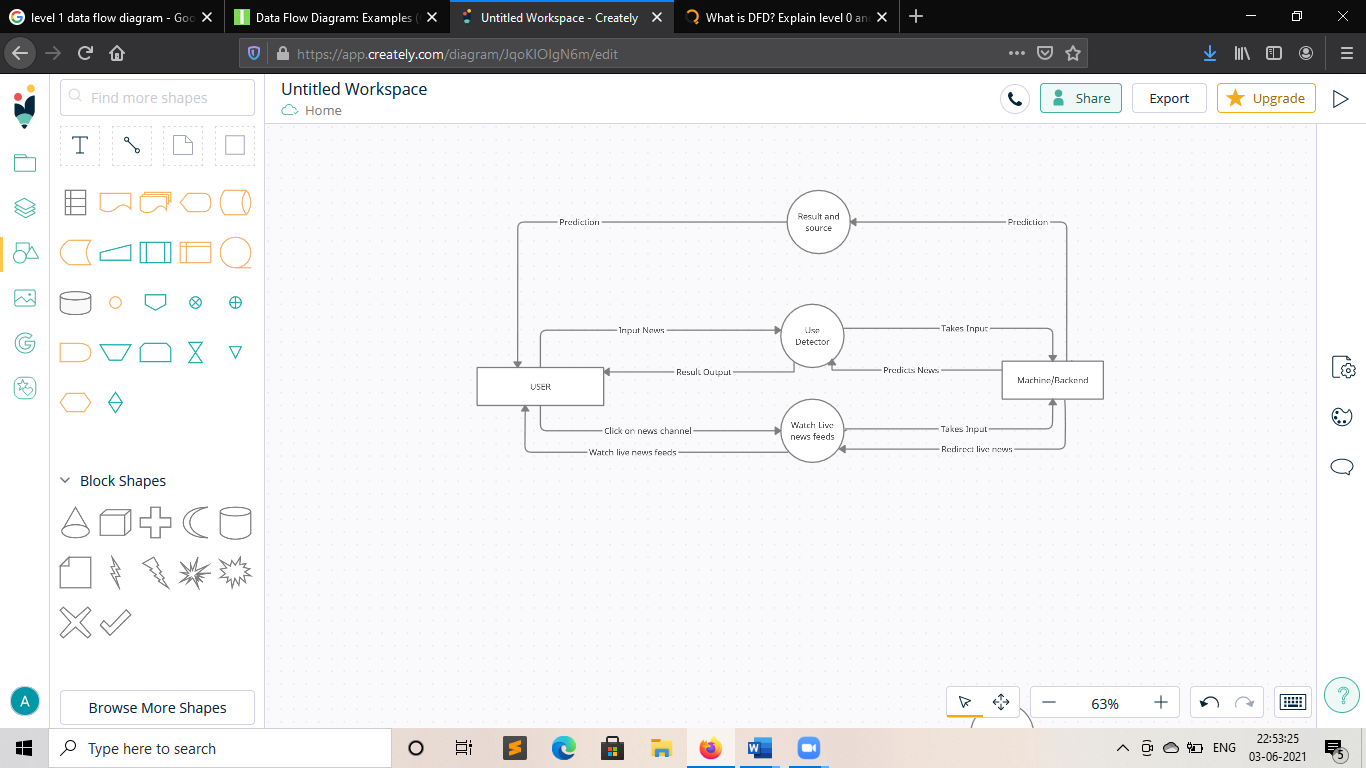 level 1 data flow diagram - Goo
Data Flow Diagram: Examples (
Untitled Workspace - Creately
What is DFD? Explain level 0 an
https://app.creately.com/diagram/JqoKIOIgN6m/edit
Find more shapes
Untitled Workspace
Home
Share
Export
Upgrade
T
Result and
source
Prediction
Prediction
Input News
Use
Detector
Takes Input
Result Output
Predicts News
USER
Machine/Backend
Click on news channel
Watch Live
news feeds
Takes Input
Watch live news feeds
Redirect live news
Block Shapes
A
Browse More Shapes
63%
?
Type here to search
ENG
22:53:25
03-06-2021
5